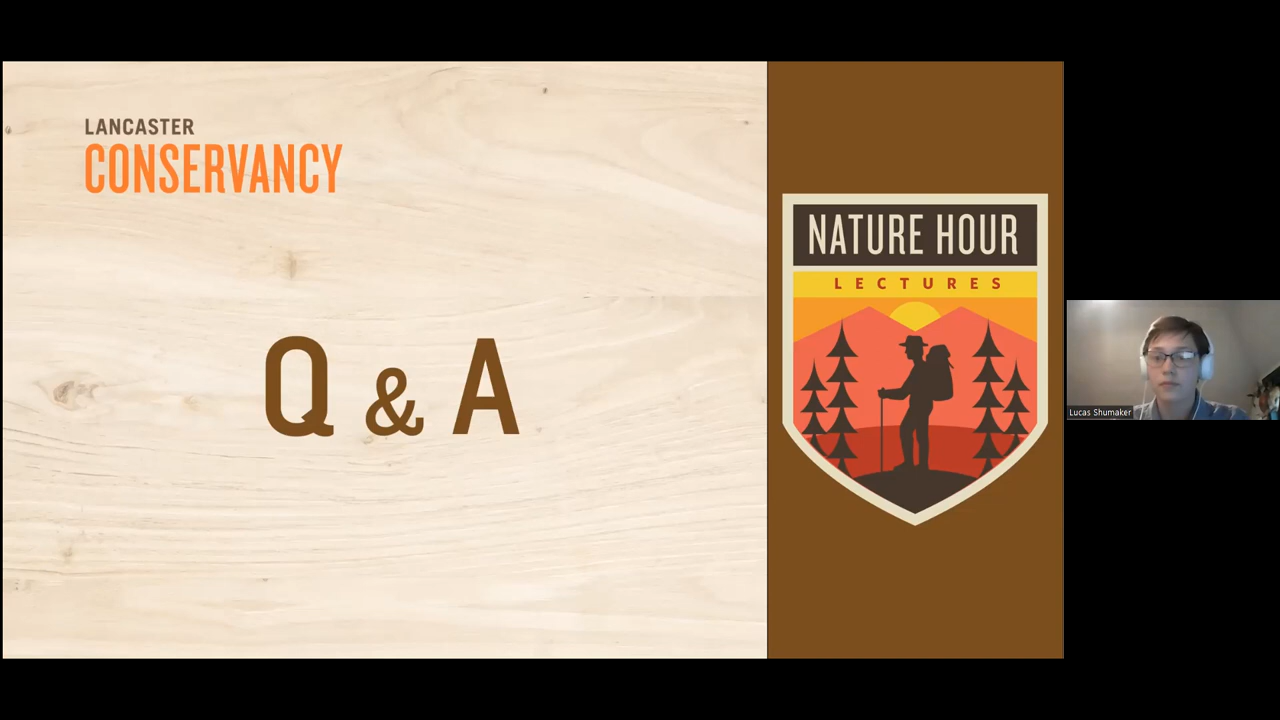 LANCASTER
CONSERVANCY
Q & A
NATURE HOUR
LECTURES
Lucas Shumaker